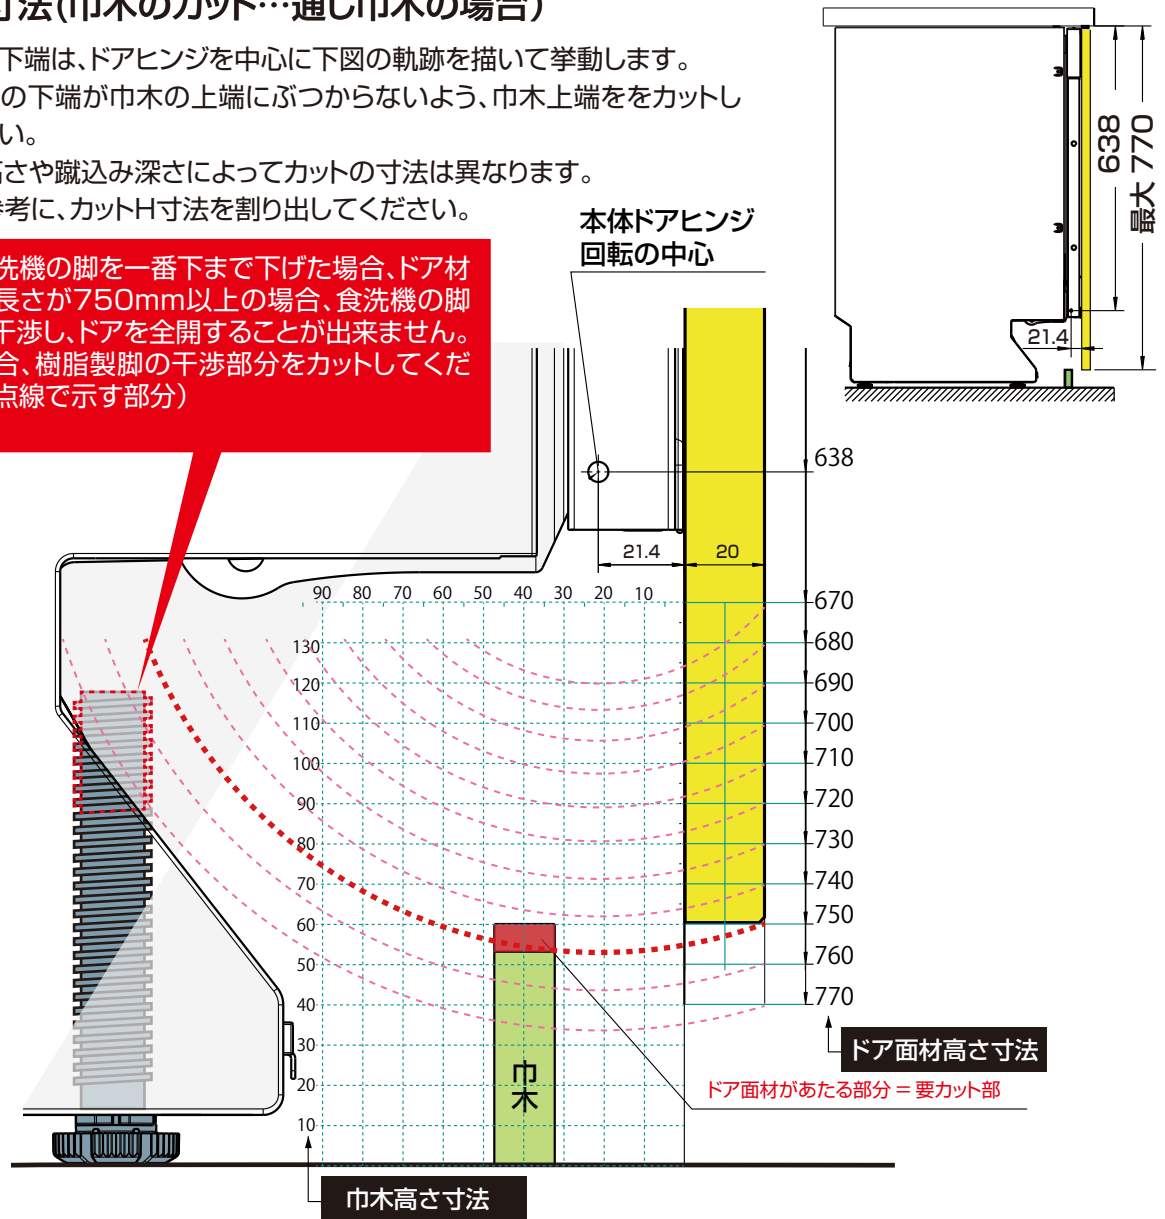 寸法(巾木のカット…通し巾木の場合)
下端は、ドアヒンジを中心に下図の軌跡を描いて挙動します。
の下端が巾木の上端にぶつからないよう、巾木上端ををカットし
い。
高さや蹴込み深さによってカットの寸法は異なります。
参考に、カットH寸法を割り出してください。
洗機の脚を一番下まで下げた場合、ドア材
長さが750mm以上の場合、食洗機の脚
干渉し、ドアを全開することが出来ません。
合、樹脂製脚の干渉部分をカットしてくだ
点線で示す部分)
本体ドアヒンジ
回転の中心
638
最大 770
21.4
638
21.4
20
90 80 70 60 50 40 30 20 10
670
680
690
700
710
720
730
740
750
760
770
130
120
110
100
90
80
70
60
50
40
30
20
10
巾木
ドア面材高さ寸法
ドア面材があたる部分 = 要カット部
巾木高さ寸法